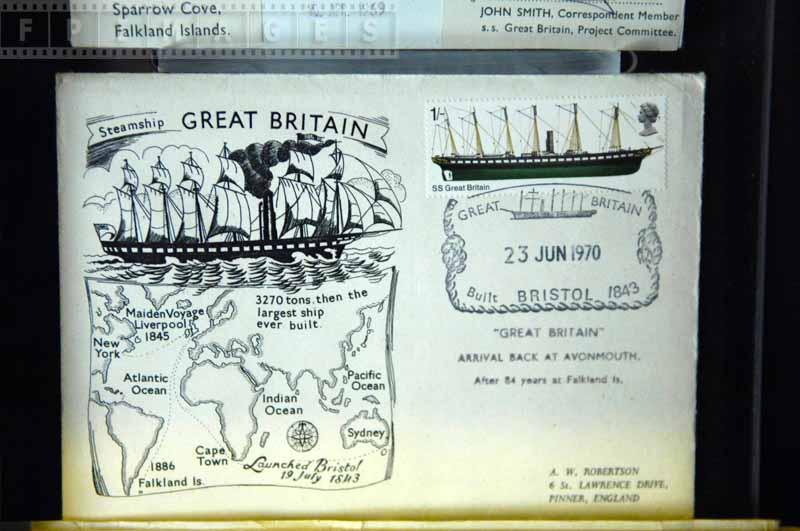 Sparrow Cove,
Falkland Islands.
JOHN SMITH, Correspondent Member
s.s. Great Britain, Project Committee.
FP IMAGES
Steamship GREAT BRITAIN
3270 tons. then the
largest ship
ever built.
Maiden Voyage
Liverpool
1845
New
York
Atlantic
Ocean
Pacific
Ocean
Indian
Ocean
Sydney
Cape
Town
1886
Falkland Is.
Launched Bristol
19 July 1843
1/-
SS Great Britain
GREAT BRITAIN
23 JUN 1970
Built BRISTOL 1843
"GREAT BRITAIN"
ARRIVAL BACK AT AVONMOUTH.
After 84 years at Falkland Is.
A. W. ROBERTSON
6 St. LAWRENCE DRIVE,
PINNER, ENGLAND